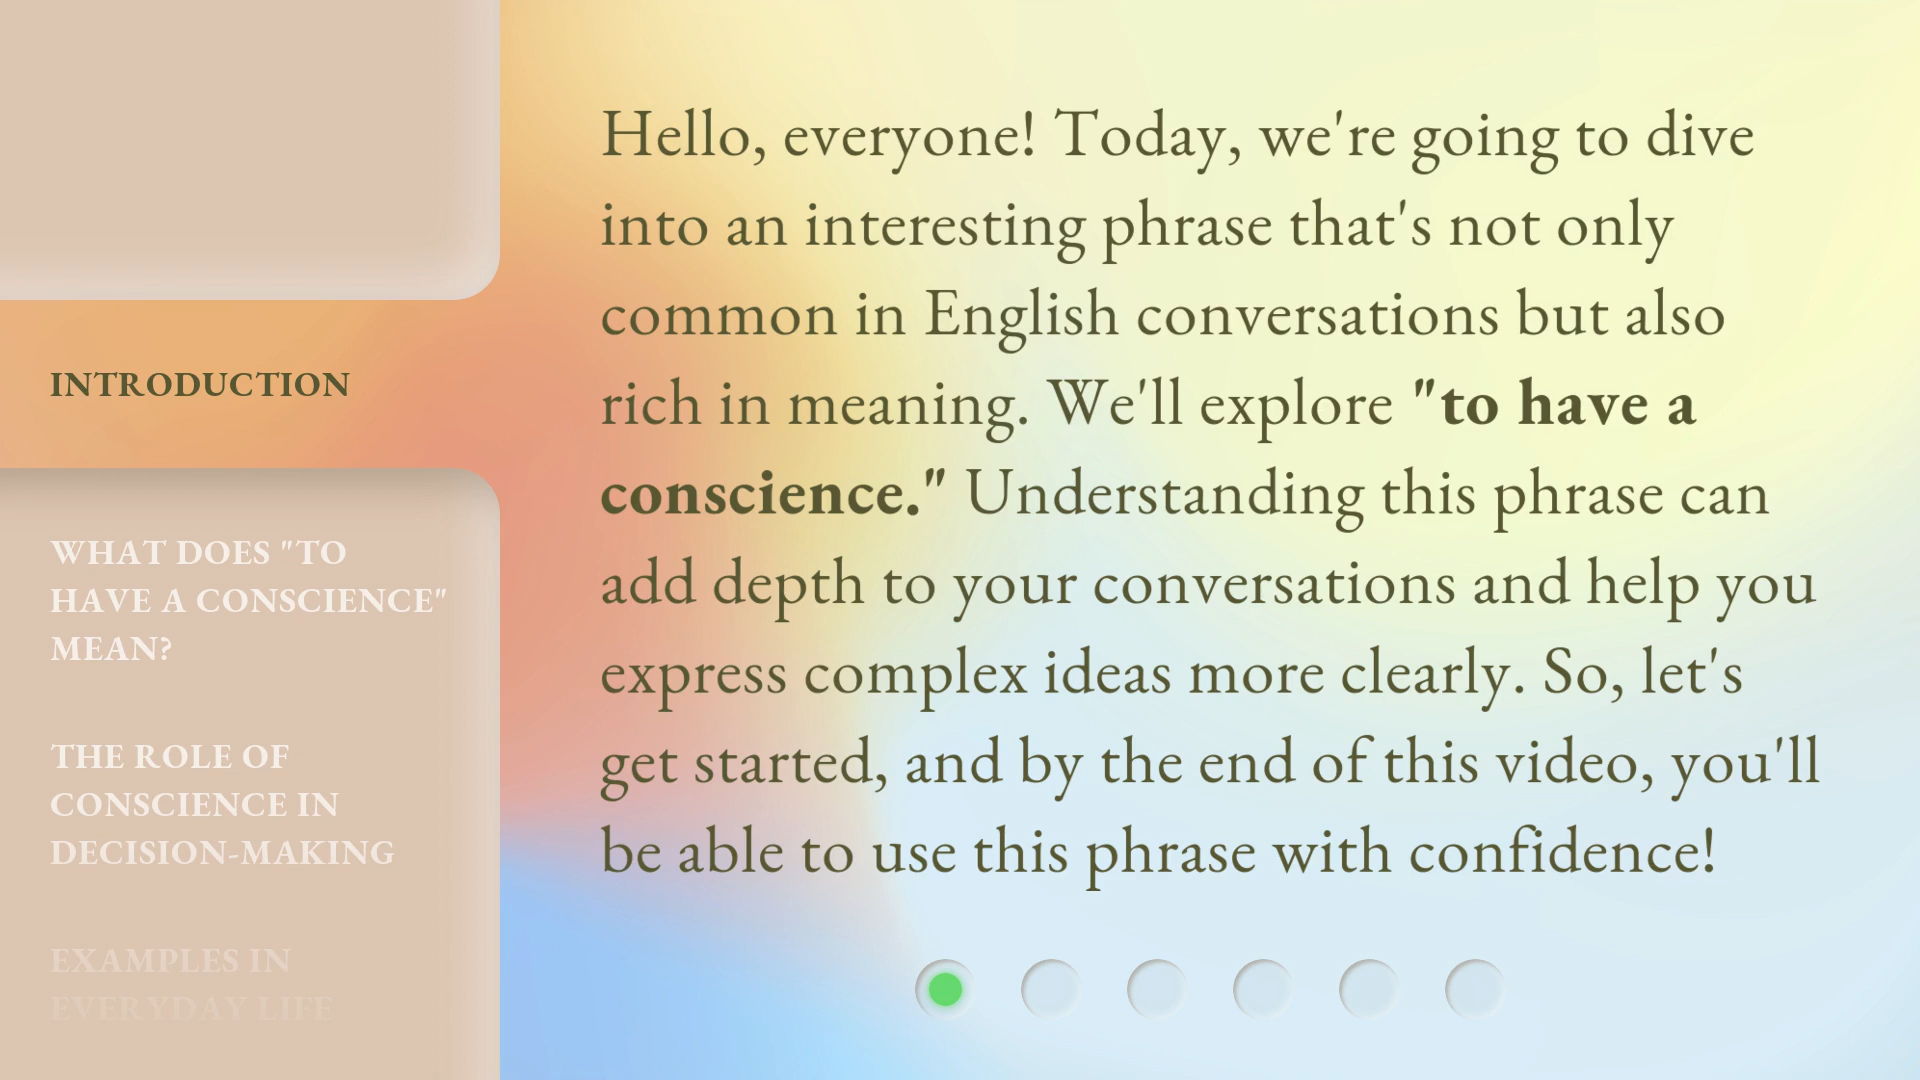 INTRODUCTION
WHAT DOES "TO
HAVE A CONSCIENCE"
MEAN?
THE ROLE OF
CONSCIENCE IN
DECISION-MAKING
EXAMPLES IN
EVERYDAY LIFE
Hello, everyone! Today, we're going to dive
into an interesting phrase that's not only
common in English conversations but also
rich in meaning. We'll explore "to have a
conscience." Understanding this phrase can
add depth to your conversations and help you
express complex ideas more clearly. So, let's
get started, and by the end of this video, you'll
be able to use this phrase with confidence!